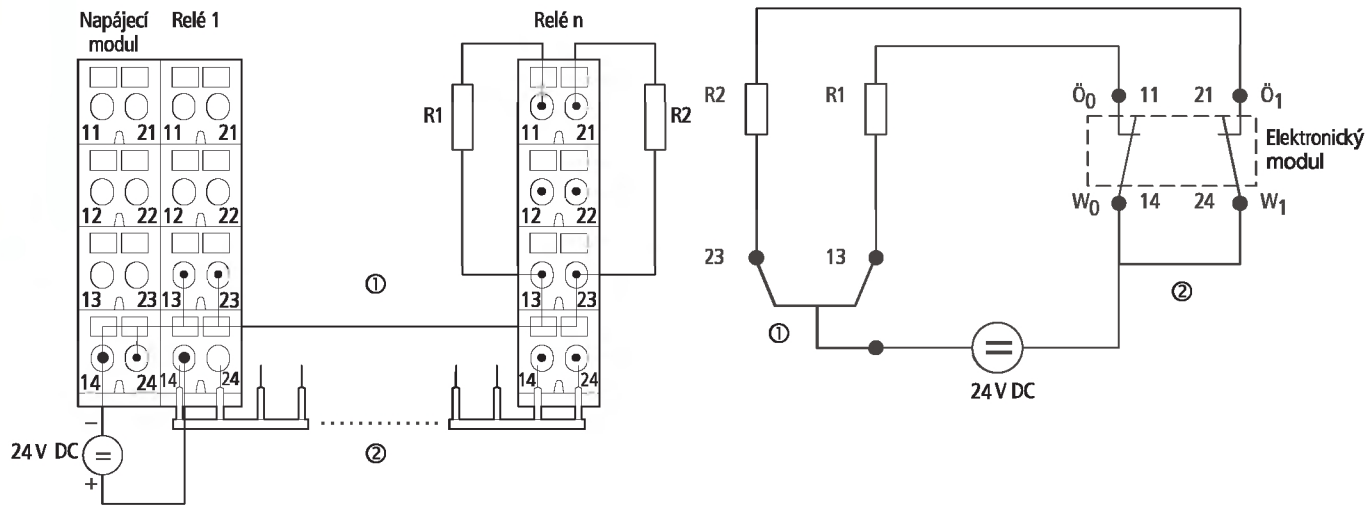 Napájecí modul
Relé 1
Relé n
11 21 11 21
12 22 12 22
13 23 13 23
14 24 14 24
R1
R2
11 21
12 22
13 23
14 24
①
②
24 V DC
−
=
+
R2
R1
Ö0 11 21 Ö1
Elektronický modul
W0 14 24 W1
23
13
①
②
=
24 V DC